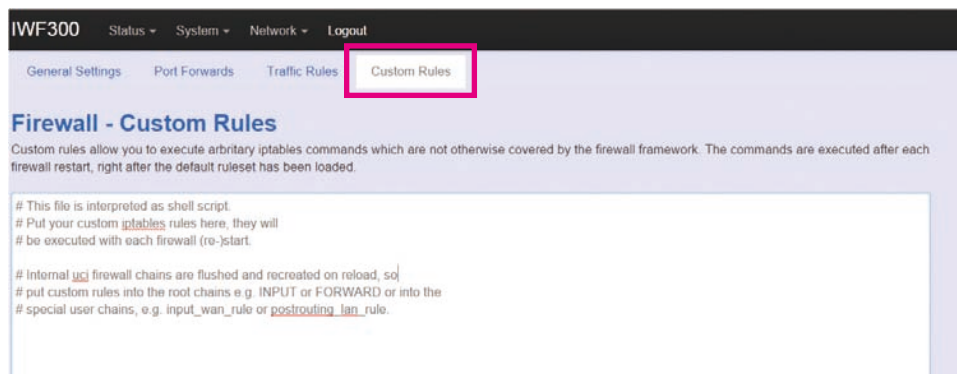 IWF300 Status System Network Logout
General Settings Port Forwards Traffic Rules Custom Rules
Firewall - Custom Rules
Custom rules allow you to execute arbritary iptables commands which are not otherwise covered by the firewall framework. The commands are executed after each
firewall restart, right after the default ruleset has been loaded.
# This file is interpreted as shell script.
# Put your custom iptables rules here, they will
# be executed with each firewall (re-)start.
# Internal uci firewall chains are flushed and recreated on reload, so
# put custom rules into the root chains e.g. INPUT or FORWARD or into the
# special user chains, e.g. input_wan_rule or postrouting_lan_rule.